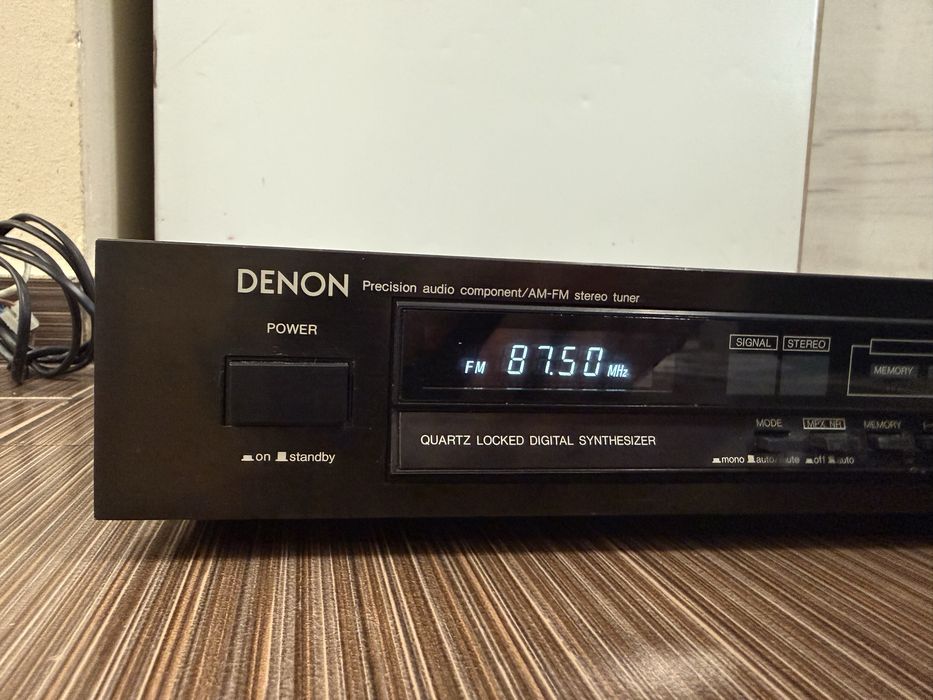 DENON Precision audio component/AM-FM stereo tuner
POWER
on standby
FM 87.50 MHz
SIGNAL STEREO
MEMORY
QUARTZ LOCKED DIGITAL SYNTHESIZER
MODE MPX NR MEMORY
mono auto/mute off auto